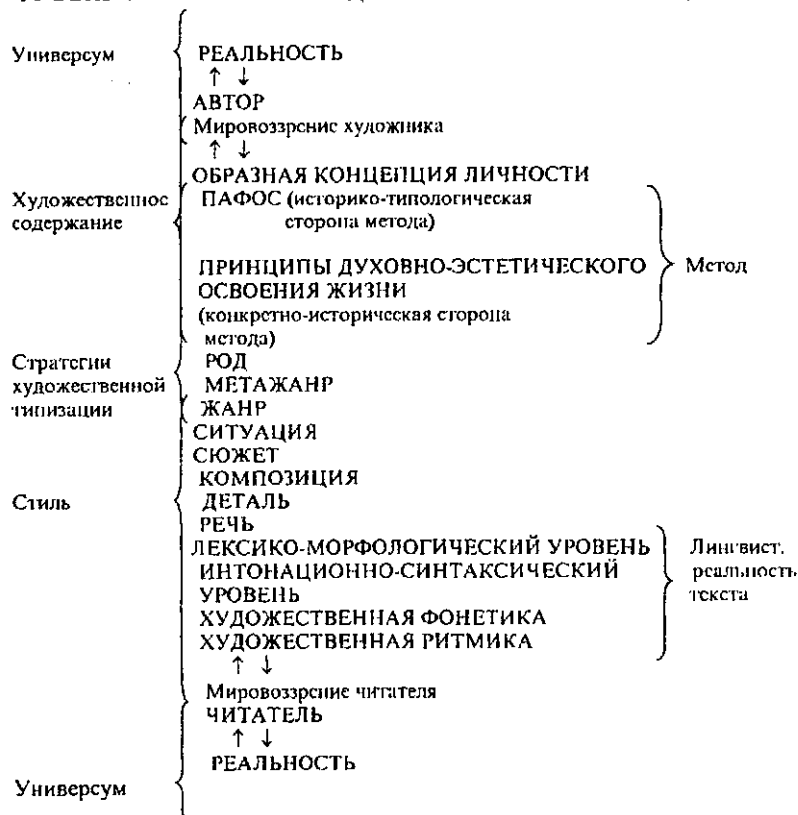 Универсум
РЕАЛЬНОСТЬ
↑ ↓
АВТОР
Мировоззрение художника
↑ ↓
ОБРАЗНАЯ КОНЦЕПЦИЯ ЛИЧНОСТИ
Художественное
содержание
ПАФОС (историко-типологическая
сторона метода)
ПРИНЦИПЫ ДУХОВНО-ЭСТЕТИЧЕСКОГО
ОСВОЕНИЯ ЖИЗНИ
(конкретно-историческая сторона
метода)
Метод
Стратегии
художественной
типизации
РОД
МЕТАЖАНР
ЖАНР
СИТУАЦИЯ
СЮЖЕТ
КОМПОЗИЦИЯ
Стиль
ДЕТАЛЬ
РЕЧЬ
ЛЕКСИКО-МОРФОЛОГИЧЕСКИЙ УРОВЕНЬ
ИНТОНАЦИОННО-СИНТАКСИЧЕСКИЙ
УРОВЕНЬ
ХУДОЖЕСТВЕННАЯ ФОНЕТИКА
ХУДОЖЕСТВЕННАЯ РИТМИКА
Лингвист.
реальность
текста
↑ ↓
Мировоззрение читателя
ЧИТАТЕЛЬ
↑ ↓
РЕАЛЬНОСТЬ
Универсум